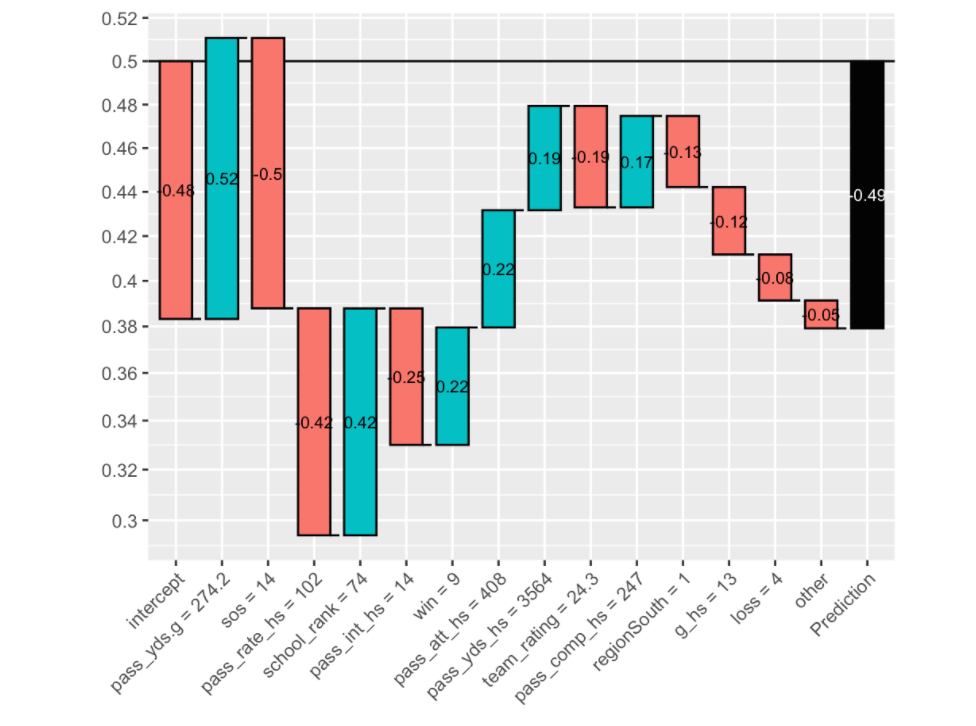 0.52
0.5
0.48
0.46
0.44
0.42
0.4
0.38
0.36
0.34
0.32
0.3
-0.48
0.52
-0.5
-0.42
0.42
-0.25
0.22
0.22
0.19
-0.19
0.17
-0.13
-0.12
-0.08
-0.05
-0.49
intercept
pass_yds.g = 274.2
sos = 14
pass_rate_hs = 102
school_rank = 74
pass_int_hs = 14
win = 9
pass_att_hs = 408
pass_yds_hs = 3564
team_rating = 24.3
pass_comp_hs = 247
regionSouth = 1
g_hs = 13
loss = 4
other
Prediction